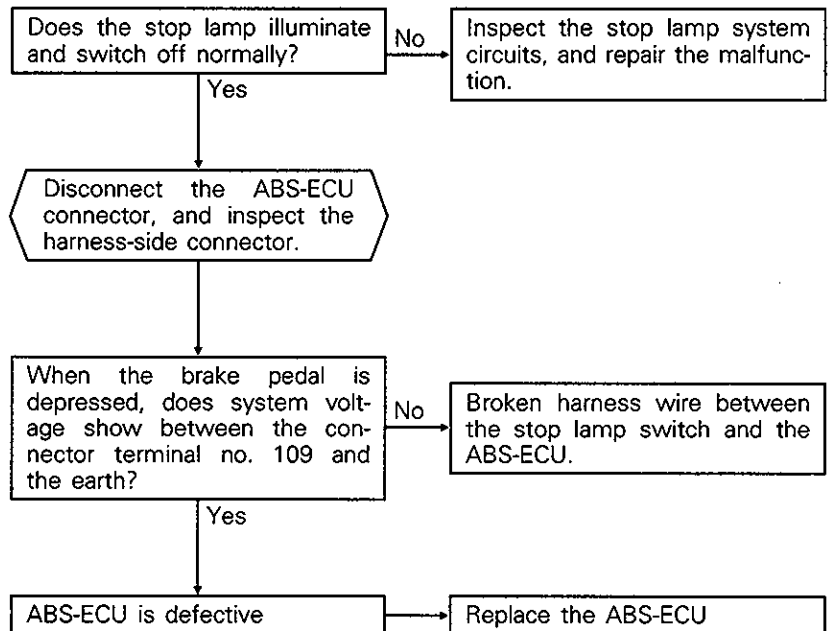 Does the stop lamp illuminate
and switch off normally?
No
Inspect the stop lamp system
circuits, and repair the malfunc-
tion.
Yes
Disconnect the ABS-ECU
connector, and inspect the
harness-side connector.
When the brake pedal is
depressed, does system volt-
age show between the con-
nector terminal no. 109 and
the earth?
No
Broken harness wire between
the stop lamp switch and the
ABS-ECU.
Yes
ABS-ECU is defective
Replace the ABS-ECU